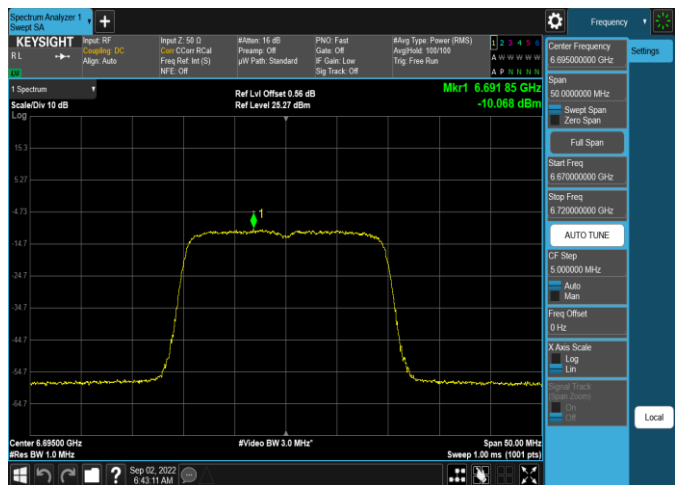 Spectrum Analyzer 1
Swept SA
+
Frequency
KEYSIGHT
RL
LV
Input: RF
Coupling: DC
Align: Auto
Input Z: 50 Ω
Corr CCorr RCal
Freq Ref: Int (S)
NFE: Off
#Atten: 16 dB
Preamp: Off
µW Path: Standard
PNO: Fast
Gate: Off
IF Gain: Low
Sig Track: Off
#Avg Type: Power (RMS)
Avg|Hold: 100/100
Trig: Free Run
1 2 3 4 5 6
A W W W W W
A P N N N N
1 Spectrum
Scale/Div 10 dB
Log
Ref Lvl Offset 0.56 dB
Ref Level 25.27 dBm
Mkr1 6.691 85 GHz
-10.068 dBm
15.3
5.27
-4.73
-14.7
-24.7
-34.7
-44.7
-54.7
-64.7
1
Center 6.69500 GHz
#Res BW 1.0 MHz
#Video BW 3.0 MHz*
Span 50.00 MHz
Sweep 1.00 ms (1001 pts)
Center Frequency
6.695000000 GHz
Settings
Span
50.0000000 MHz
Swept Span
Zero Span
Full Span
Start Freq
6.670000000 GHz
Stop Freq
6.720000000 GHz
AUTO TUNE
CF Step
5.000000 MHz
Auto
Man
Freq Offset
0 Hz
X Axis Scale
Log
Lin
Signal Track
(Span Zoom)
On
Off
Local
?
Sep 02, 2022
6:43:11 AM